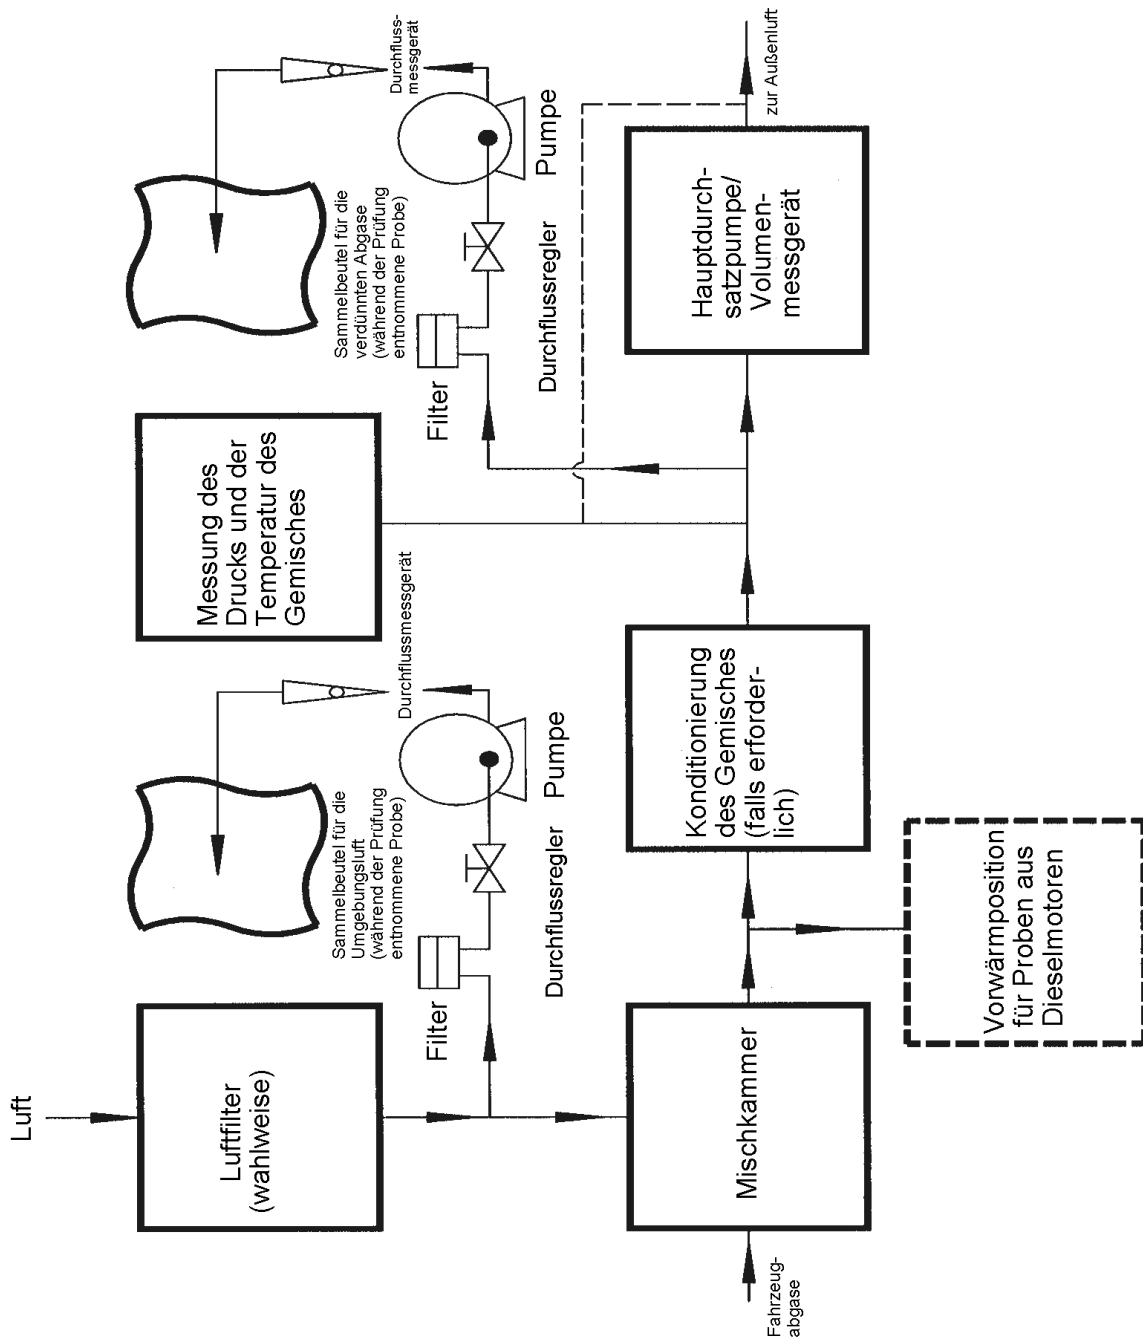 Luft
Luftfilter
(wahlweise)
Filter
Durchflussregler
Sammelbeutel für die
Umgebungsluft
(während der Prüfung
entnommene Probe)
Pumpe
Durchflussmessgerät
Messung des
Drucks und der
Temperatur des
Gemisches
Filter
Durchflussregler
Sammelbeutel für die
verdünnten Abgase
(während der Prüfung
entnommene Probe)
Pumpe
Durchfluss-
messgerät
Fahrzeug-
abgase
Mischkammer
Konditionierung
des Gemisches
(falls erforder-
lich)
Hauptdurch-
satzpumpe/
Volumen-
messgerät
zur Außenluft
Vorwärmposition
für Proben aus
Dieselmotoren